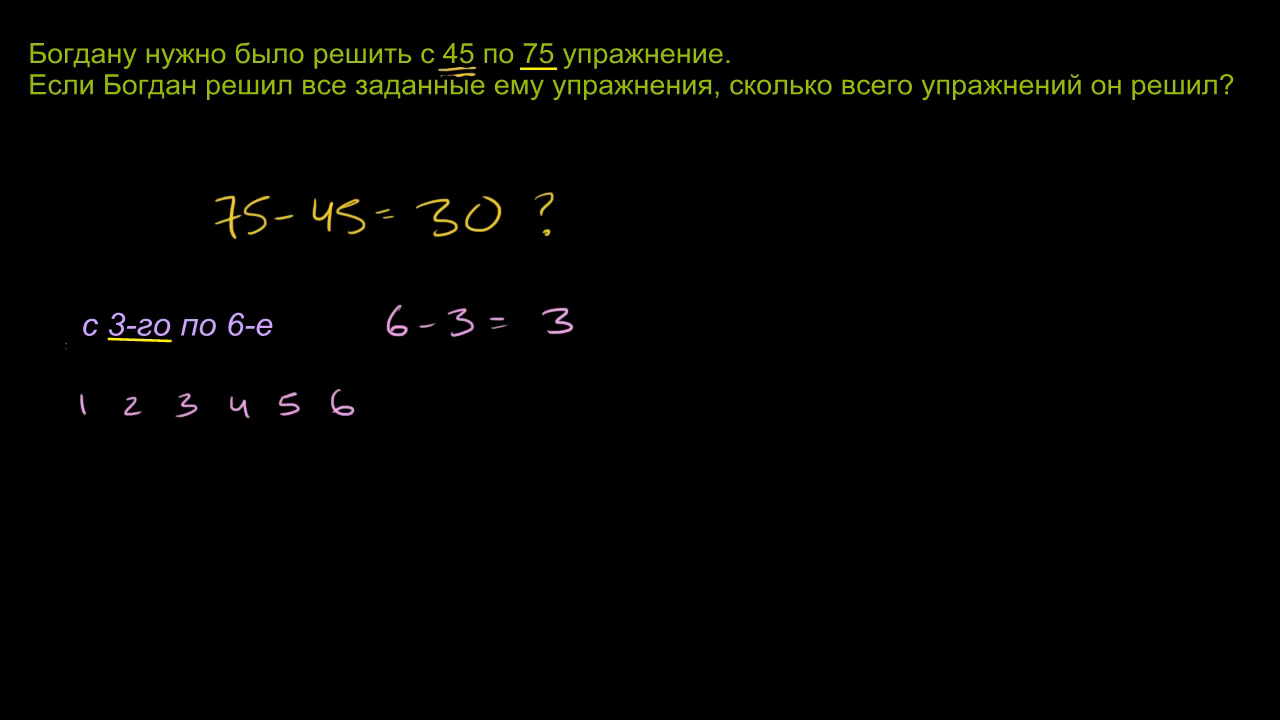 Богдану нужно было решить с 45 по 75 упражнение.
Если Богдан решил все заданные ему упражнения, сколько всего упражнений он решил?
75 - 45 = 30 ?
с 3-го по 6-е 6 - 3 = 3
1 2 3 4 5 6